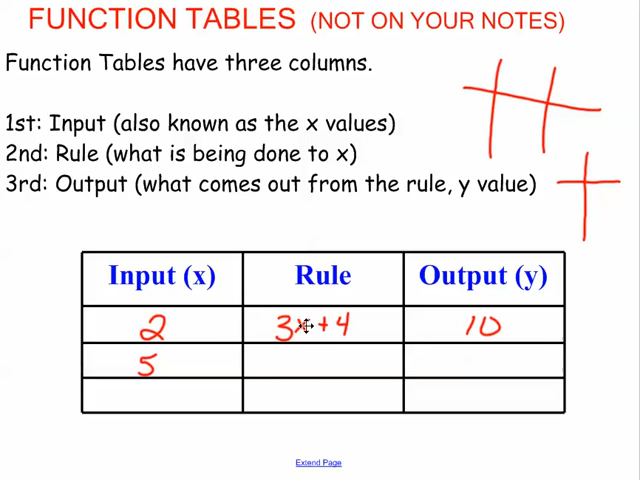 FUNCTION TABLES (NOT ON YOUR NOTES)
Function Tables have three columns.
1st: Input (also known as the x values)
2nd: Rule (what is being done to x)
3rd: Output (what comes out from the rule, y value)
Input (x) Rule Output (y)
2 3x+4 10
5
Extend Page